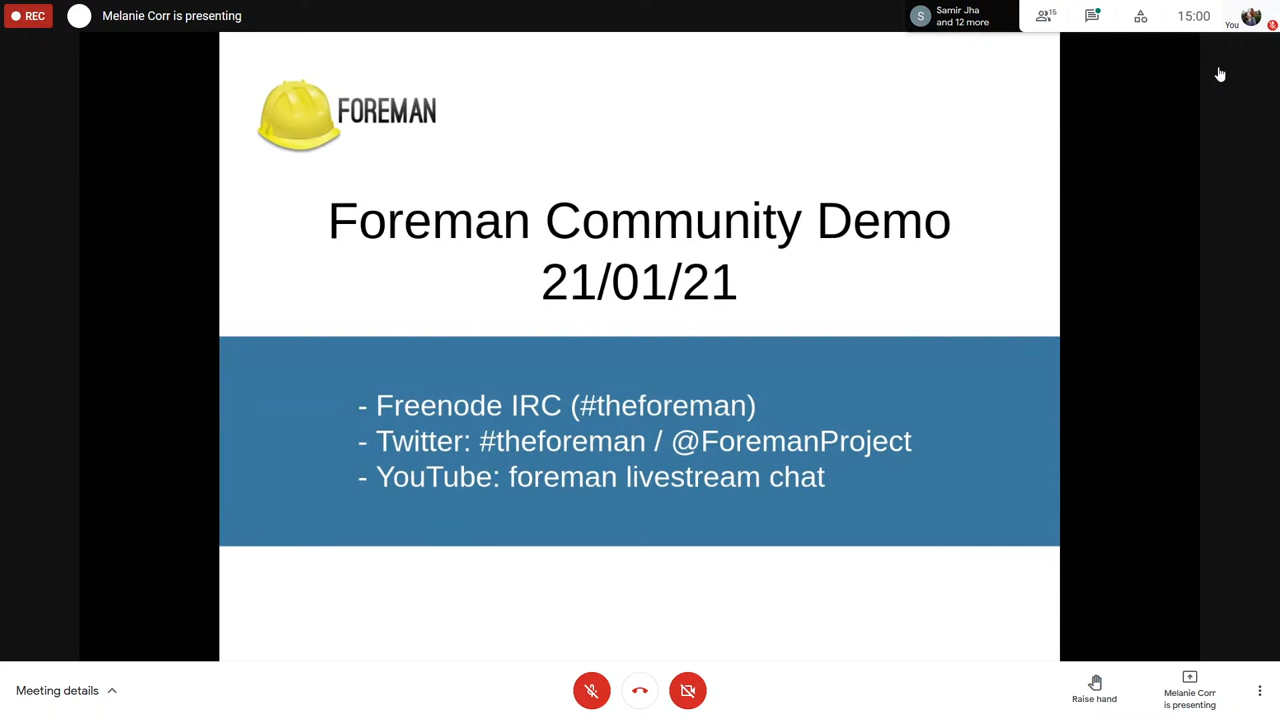 REC
Melanie Corr is presenting
S
Samir Jha
and 12 more
15
15:00
You
FOREMAN
Foreman Community Demo
21/01/21
- Freenode IRC (#theforeman)
- Twitter: #theforeman / @ForemanProject
- YouTube: foreman livestream chat
Meeting details
Raise hand
Melanie Corr
is presenting